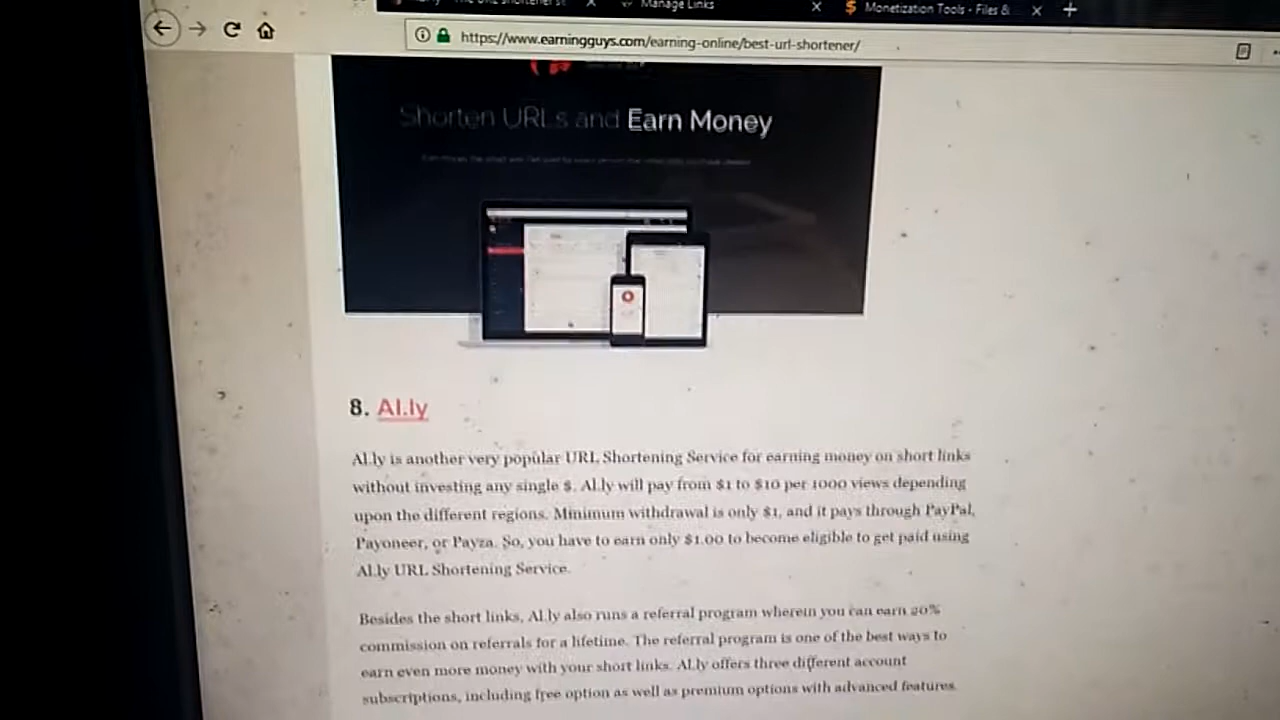 Manage Links
Monetization Tools - Files &
https://www.earningguys.com/earning-online/best-url-shortener/
Shorten URLs and Earn Money
8. Al.ly
Al.ly is another very popular URL Shortening Service for earning money on short links
without investing any single $. Al.ly will pay from $1 to $10 per 1000 views depending
upon the different regions. Minimum withdrawal is only $1, and it pays through PayPal,
Payoneer, or Payza. So, you have to earn only $1.00 to become eligible to get paid using
Al.ly URL Shortening Service.
Besides the short links, Al.ly also runs a referral program wherein you can earn 20%
commission on referrals for a lifetime. The referral program is one of the best ways to
earn even more money with your short links. Al.ly offers three different account
subscriptions, including free option as well as premium options with advanced features.